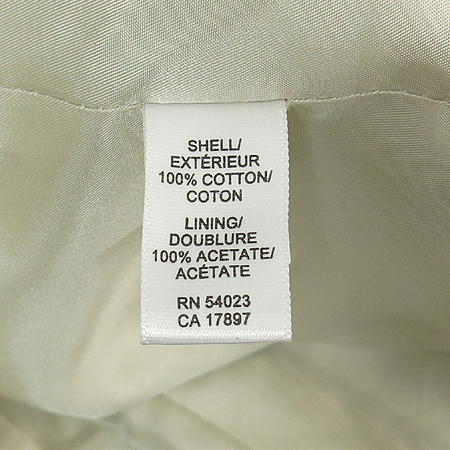 SHELL/
EXTÉRIEUR
100% COTTON/
COTON
LINING/
DOUBLURE
100% ACETATE/
ACÉTATE
RN 54023
CA 17897